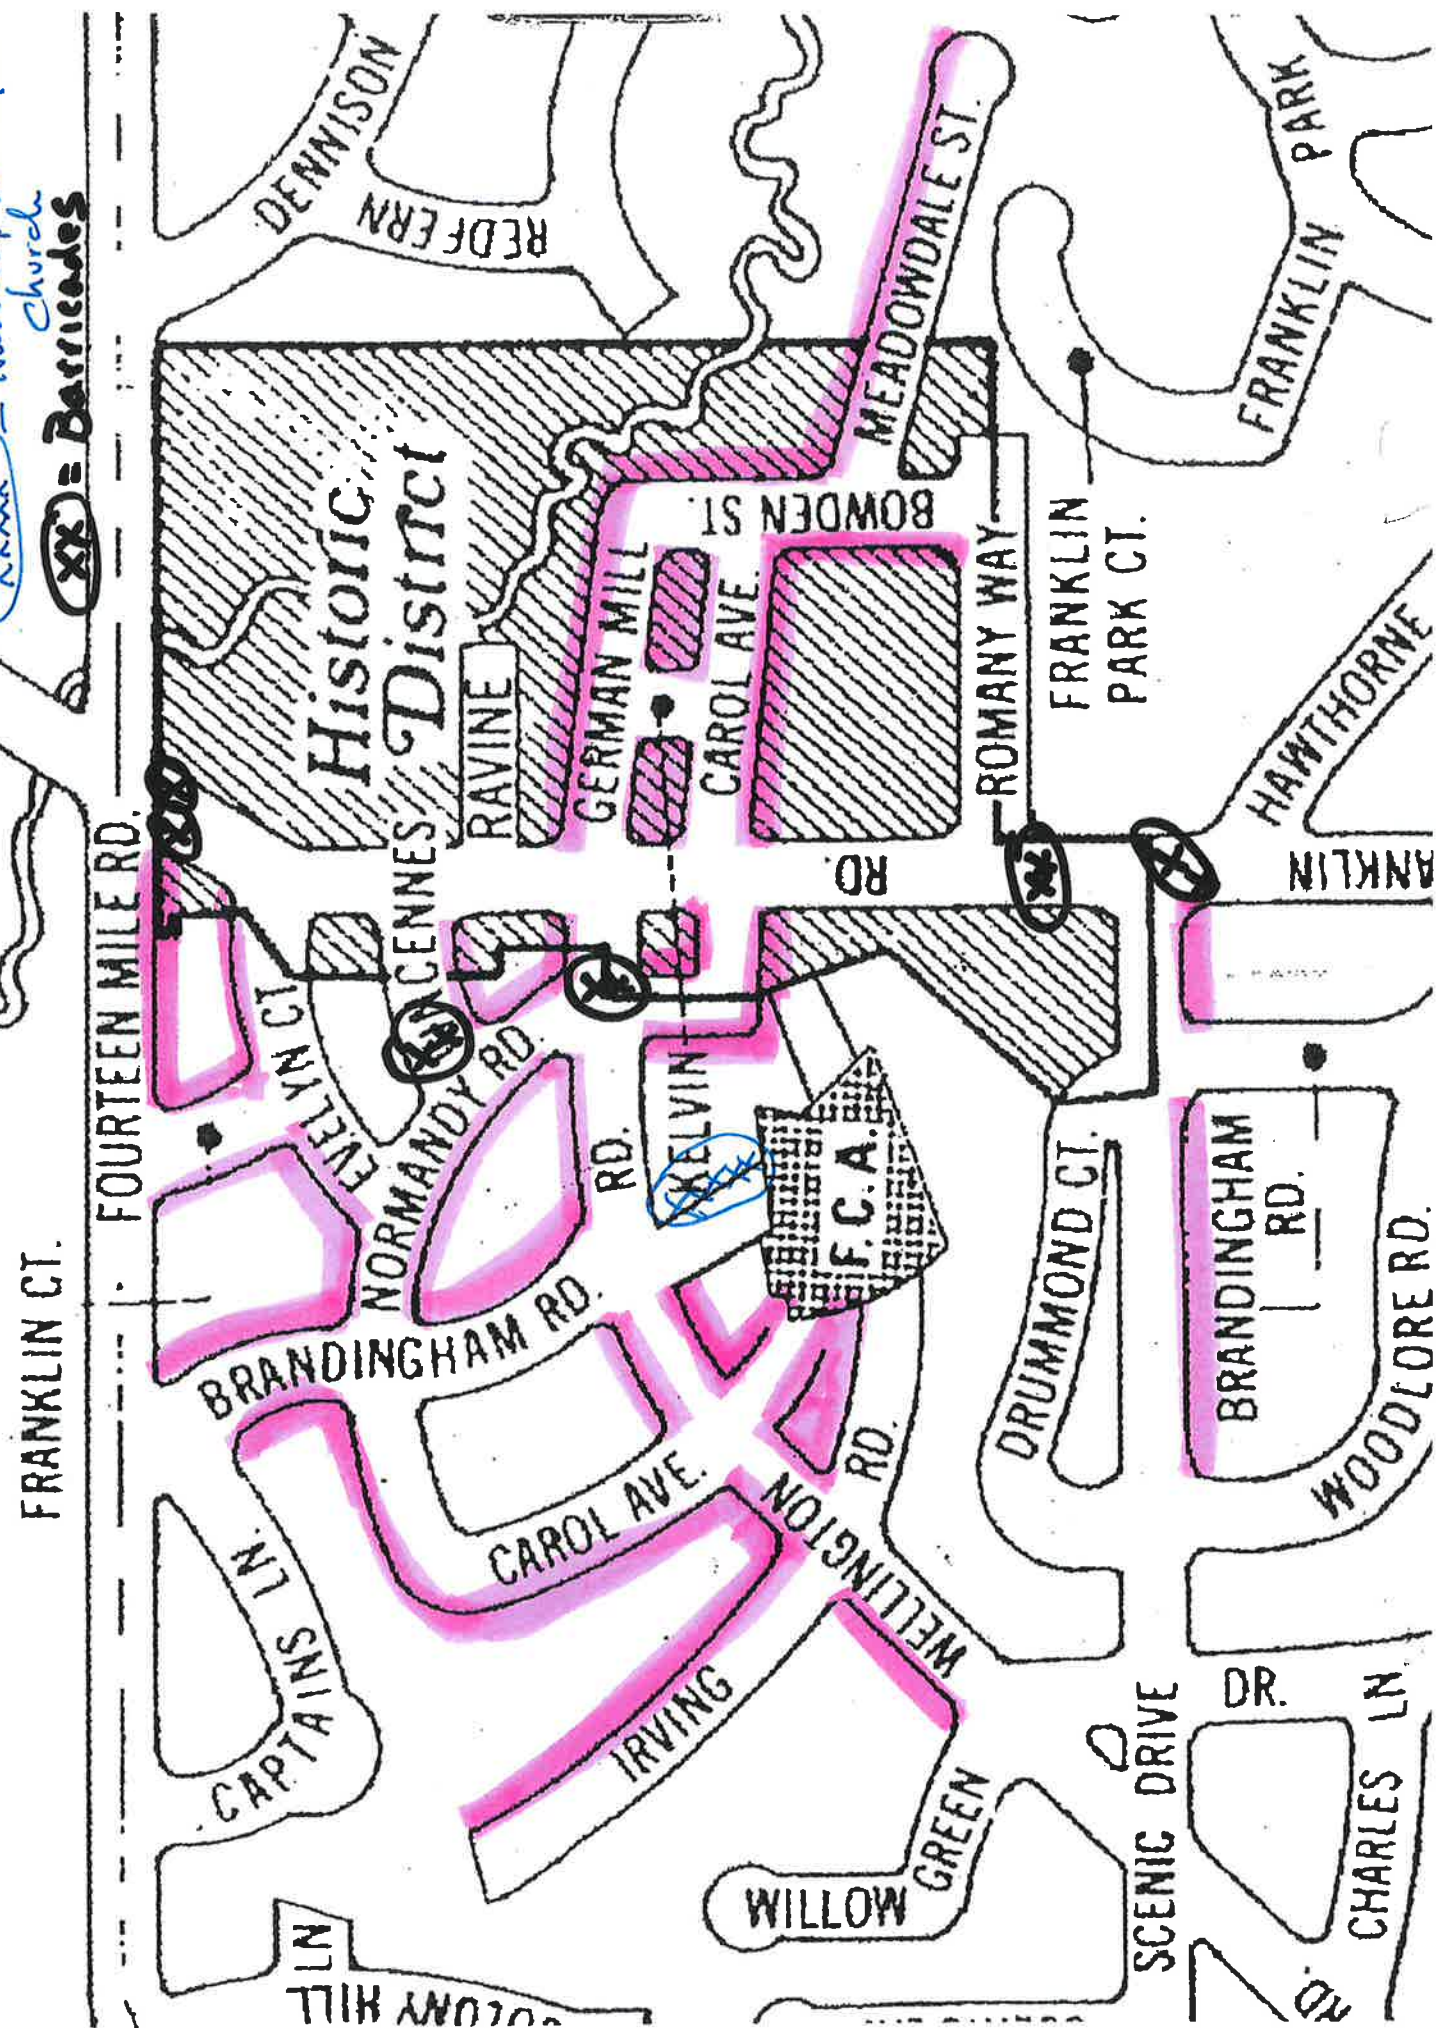 Church
XX = Barricades
FRANKLIN CT.
FOURTEEN MILE RD.
DENNISON
REDFERN
Historic
District
RAVINE
GERMAN MILL
CAROL AVE.
BOWDEN ST.
MEADOWDALE ST.
ROMANY WAY
FRANKLIN
PARK CT.
FRANKLIN
PARK
HAWTHORNE
RD
EVELYN CT
NORMANDY RD.
RD.
KELVIN
XXXX
F.C.A.
BRANDINGHAM RD.
CAROL AVE.
WELLINGTON
RD.
IRVING
CAPTAINS LN
LN
WILLOW
GREEN
DRUMMOND CT.
BRANDINGHAM
RD.
WOODLORE RD.
SCENIC DRIVE
DR.
CHARLES LN
RD.